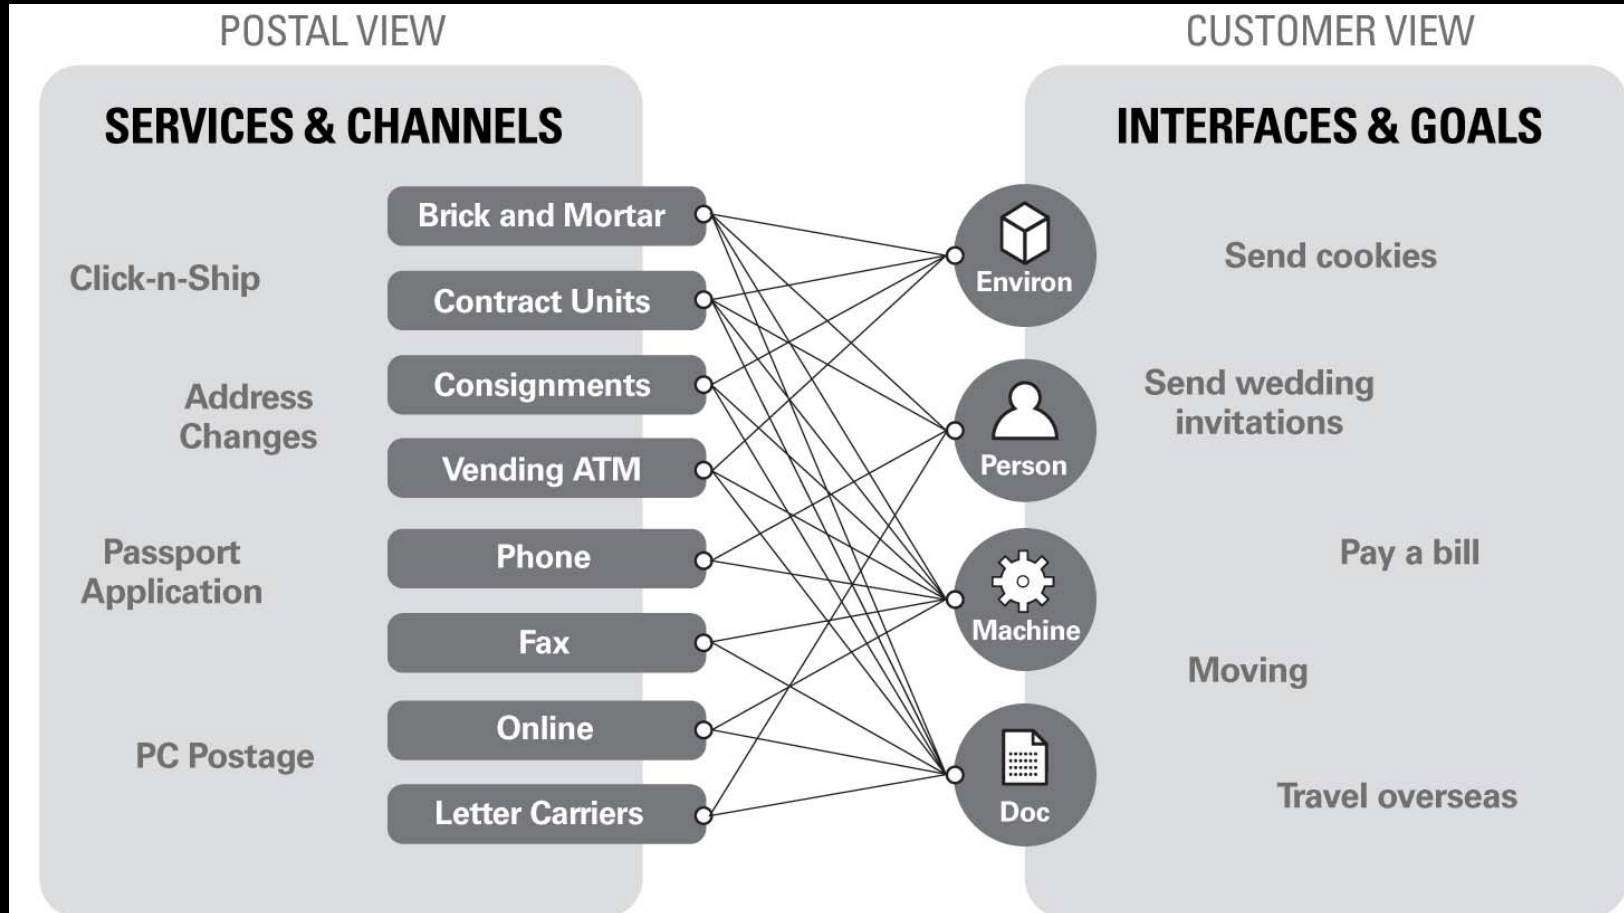 POSTAL VIEW
SERVICES & CHANNELS
Click-n-Ship
Address
Changes
Passport
Application
PC Postage
Brick and Mortar
Contract Units
Consignments
Vending ATM
Phone
Fax
Online
Letter Carriers
CUSTOMER VIEW
INTERFACES & GOALS
Environ
Person
Machine
Doc
Send cookies
Send wedding
invitations
Pay a bill
Moving
Travel overseas